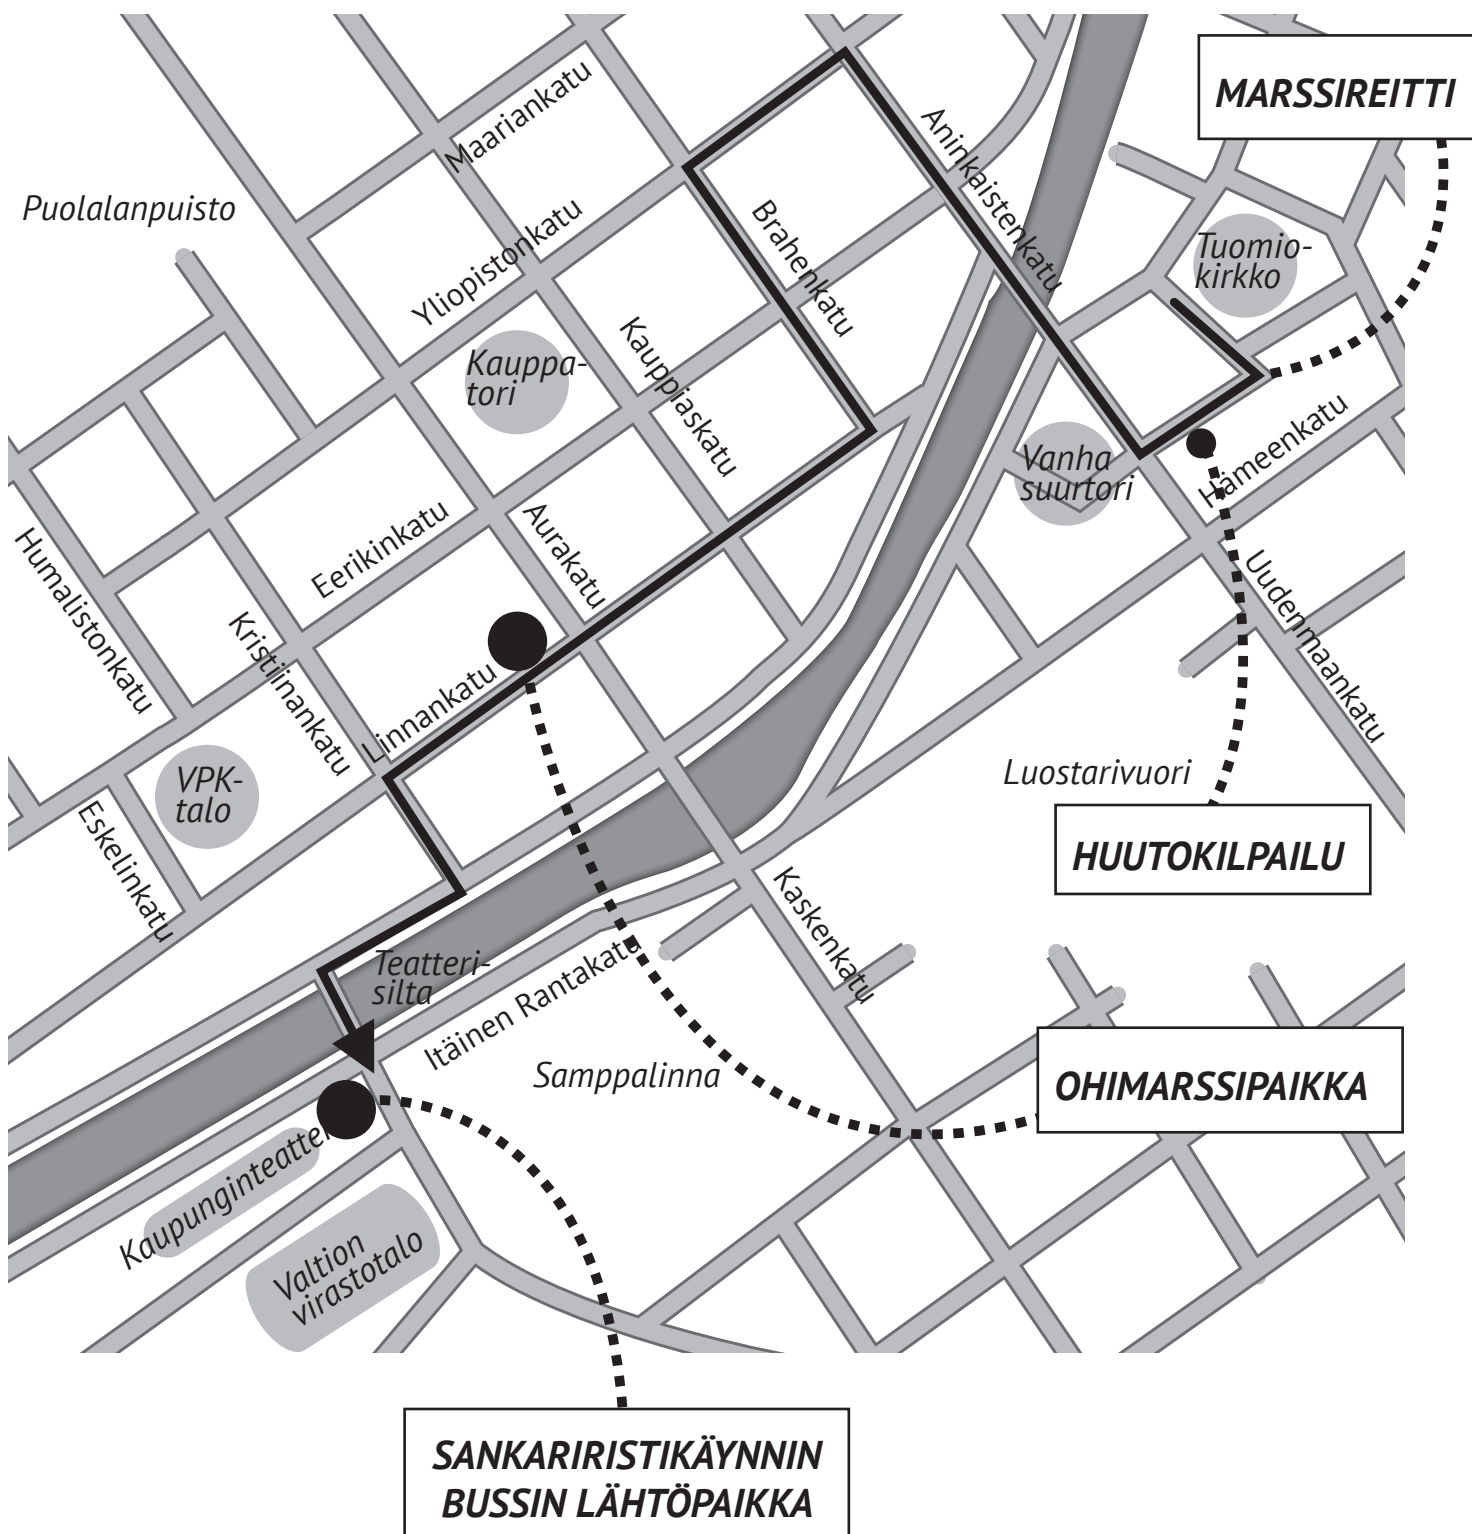 MARSSIREITTI
Maariankatu
Aninkaistenkatu
Puolalanpuisto
Yliopistonkatu
Brahenkatu
Tuomio-
kirkko
Kauppa-
tori
Kauppiaskatu
Hämeenkatu
Vanha
suurtori
Humalistonkatu
Eerikinkatu
Aurakatu
Uudenmaankatu
Kristiinankatu
Linnankatu
Luostarivuori
VPK-
talo
Eskelinkatu
HUUTOKILPAILU
Kaskenkatu
Teatteri-
silta
Itäinen Rantakatu
Samppalinna
OHIMARSSIPAIKKA
Kaupunginteatteri
Valtion
virastotalo
SANKARIRISTIKÄYNNIN
BUSSIN LÄHTÖPAIKKA